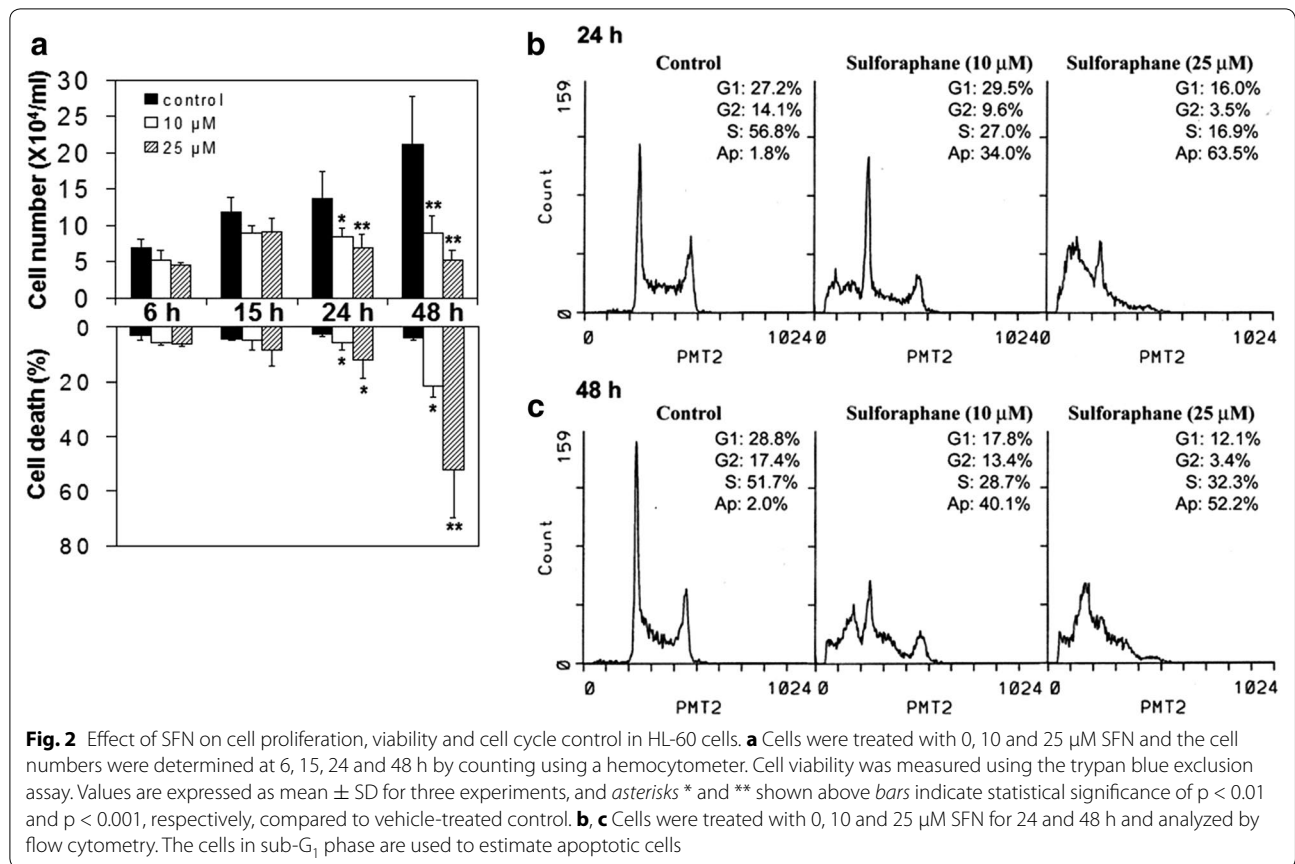 a
Cell number (X10⁴/ml)
30
25
20
15
10
5
0
control
10 µM
25 µM
*
**
**
**
6 h
15 h
24 h
48 h
Cell death (%)
0
20
40
60
80
*
*
*
**
b
24 h
Control
G1: 27.2%
G2: 14.1%
S: 56.8%
Ap: 1.8%
Sulforaphane (10 µM)
G1: 29.5%
G2: 9.6%
S: 27.0%
Ap: 34.0%
Sulforaphane (25 µM)
G1: 16.0%
G2: 3.5%
S: 16.9%
Ap: 63.5%
159
Count
0
0
1024
PMT2
0
1024
PMT2
0
1024
PMT2
c
48 h
Control
G1: 28.8%
G2: 17.4%
S: 51.7%
Ap: 2.0%
Sulforaphane (10 µM)
G1: 17.8%
G2: 13.4%
S: 28.7%
Ap: 40.1%
Sulforaphane (25 µM)
G1: 12.1%
G2: 3.4%
S: 32.3%
Ap: 52.2%
159
Count
0
0
1024
PMT2
0
1024
PMT2
0
1024
PMT2
Fig. 2 Effect of SFN on cell proliferation, viability and cell cycle control in HL-60 cells. a Cells were treated with 0, 10 and 25 µM SFN and the cell
numbers were determined at 6, 15, 24 and 48 h by counting using a hemocytometer. Cell viability was measured using the trypan blue exclusion
assay. Values are expressed as mean ± SD for three experiments, and asterisks * and ** shown above bars indicate statistical significance of p < 0.01
and p < 0.001, respectively, compared to vehicle-treated control. b, c Cells were treated with 0, 10 and 25 µM SFN for 24 and 48 h and analyzed by
flow cytometry. The cells in sub-G₁ phase are used to estimate apoptotic cells